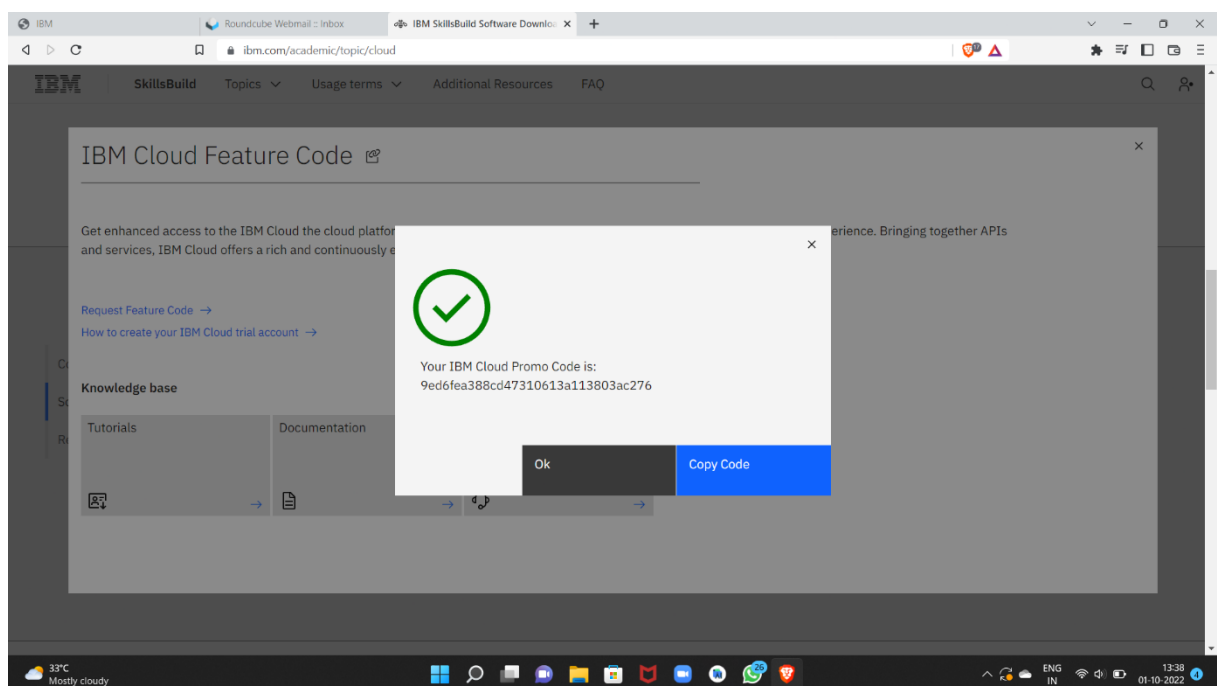 IBM
Roundcube Webmail :: Inbox
IBM SkillsBuild Software Downloa
ibm.com/academic/topic/cloud
IBM SkillsBuild Topics Usage terms Additional Resources FAQ
IBM Cloud Feature Code
Get enhanced access to the IBM Cloud the cloud platfor
erience. Bringing together APIs
and services, IBM Cloud offers a rich and continuously e
Request Feature Code →
How to create your IBM Cloud trial account →
Your IBM Cloud Promo Code is:
9ed6fea388cd47310613a113803ac276
Knowledge base
Tutorials
Documentation
Ok
Copy Code
33°C
Mostly cloudy
26
ENG
IN
13:38
01-10-2022
4